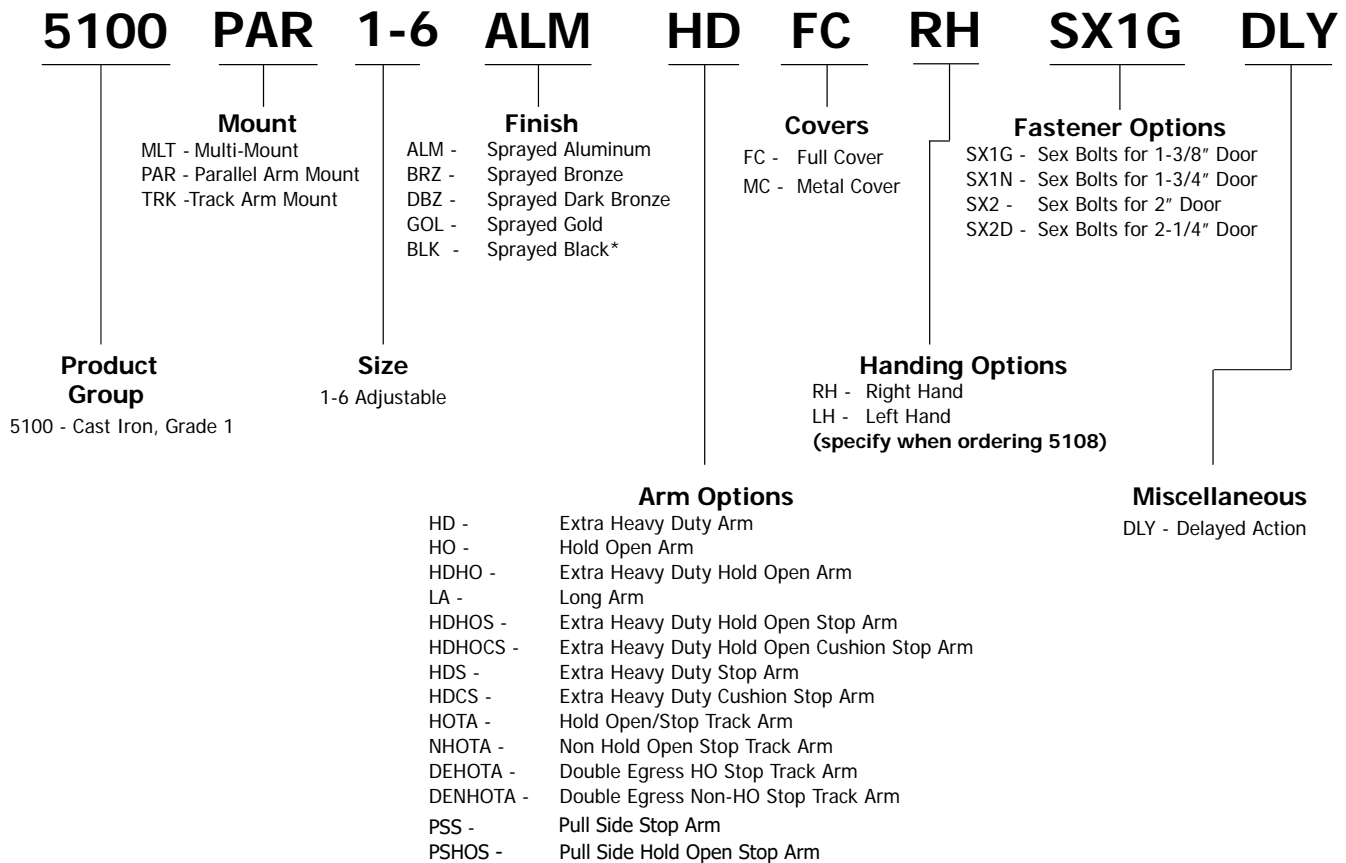 5100 PAR 1-6 ALM HD FC RH SX1G DLY
Mount
MLT - Multi-Mount
PAR - Parallel Arm Mount
TRK -Track Arm Mount
Finish
ALM - Sprayed Aluminum
BRZ - Sprayed Bronze
DBZ - Sprayed Dark Bronze
GOL - Sprayed Gold
BLK - Sprayed Black*
Covers
FC - Full Cover
MC - Metal Cover
Fastener Options
SX1G - Sex Bolts for 1-3/8" Door
SX1N - Sex Bolts for 1-3/4" Door
SX2 - Sex Bolts for 2" Door
SX2D - Sex Bolts for 2-1/4" Door
Product
Group
5100 - Cast Iron, Grade 1
Size
1-6 Adjustable
Handing Options
RH - Right Hand
LH - Left Hand
(specify when ordering 5108)
Arm Options
HD - Extra Heavy Duty Arm
HO - Hold Open Arm
HDHO - Extra Heavy Duty Hold Open Arm
LA - Long Arm
HDHOS - Extra Heavy Duty Hold Open Stop Arm
HDHOCS - Extra Heavy Duty Hold Open Cushion Stop Arm
HDS - Extra Heavy Duty Stop Arm
HDCS - Extra Heavy Duty Cushion Stop Arm
HOTA - Hold Open/Stop Track Arm
NHOTA - Non Hold Open Stop Track Arm
DEHOTA - Double Egress HO Stop Track Arm
DENHOTA - Double Egress Non-HO Stop Track Arm
PSS - Pull Side Stop Arm
PSHOS - Pull Side Hold Open Stop Arm
Miscellaneous
DLY - Delayed Action